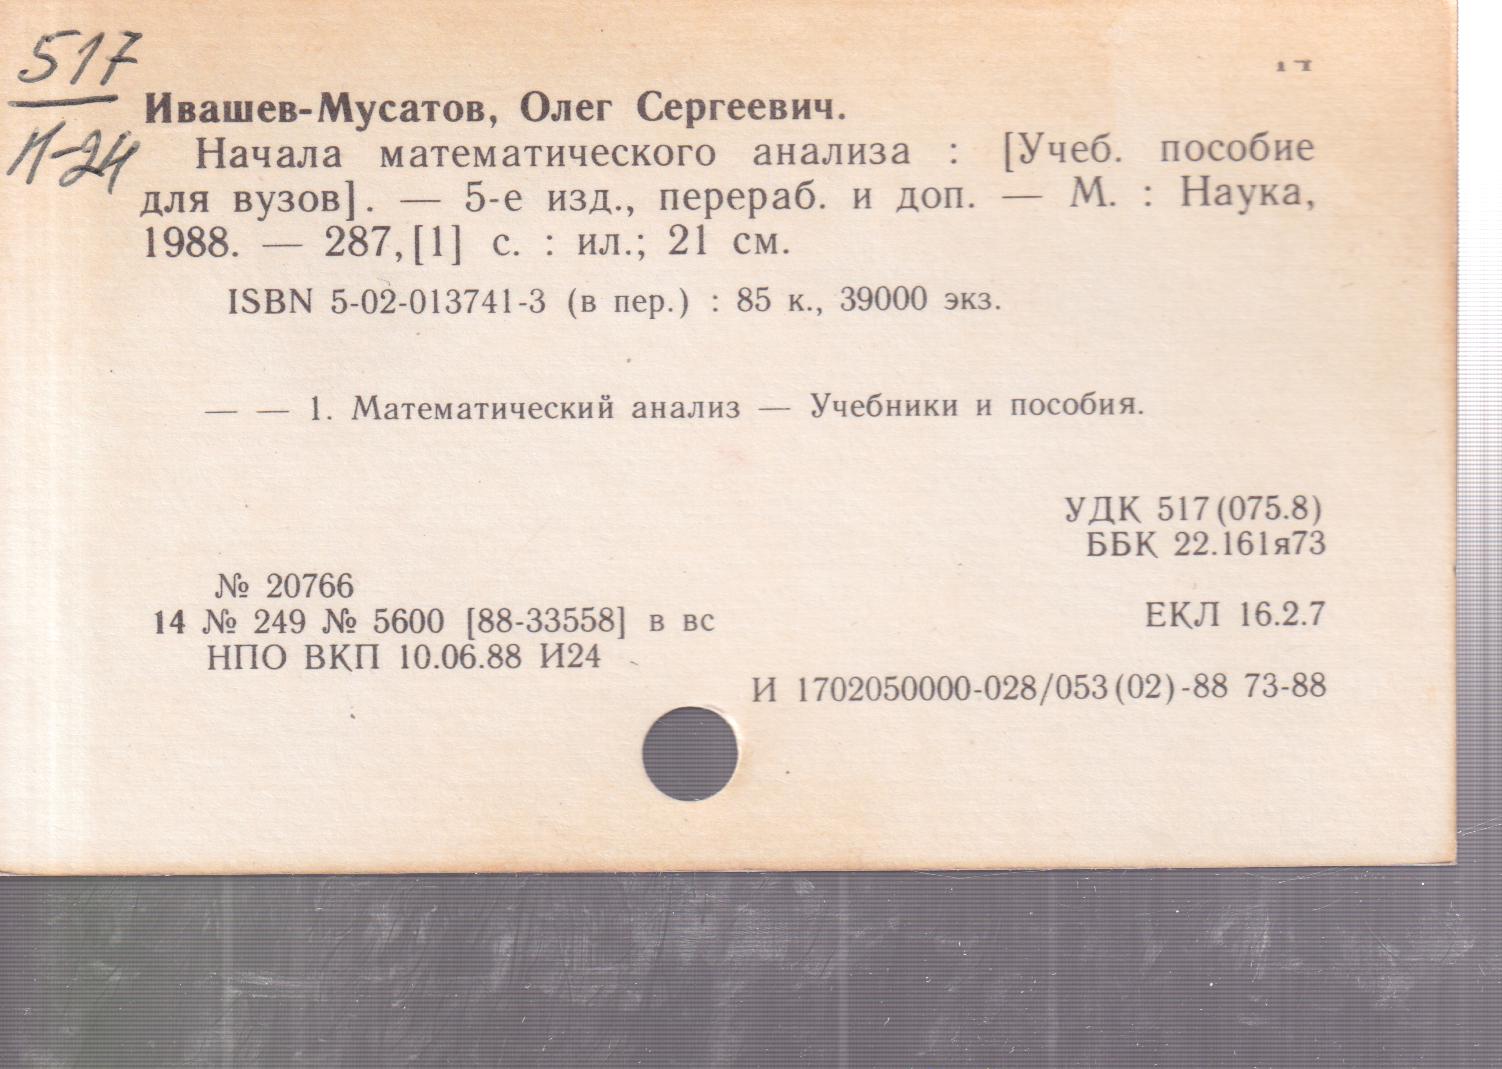 517
И-24
Ивашев-Мусатов, Олег Сергеевич.
Начала математического анализа : [Учеб. пособие
для вузов]. — 5-е изд., перераб. и доп. — М. : Наука,
1988. — 287,[1] с. : ил.; 21 см.
ISBN 5-02-013741-3 (в пер.) : 85 к., 39000 экз.
— — 1. Математический анализ — Учебники и пособия.
УДК 517(075.8)
ББК 22.161я73
№ 20766
14 № 249 № 5600 [88-33558] в вс
ЕКЛ 16.2.7
НПО ВКП 10.06.88 И24
И 1702050000-028/053(02)-88 73-88